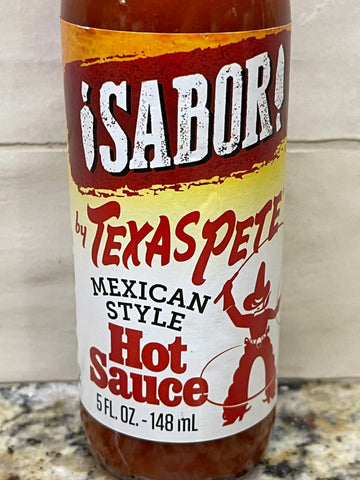 ¡SABOR!
by TEXAS PETE
MEXICAN
STYLE
Hot
Sauce
5 FL. OZ. - 148 mL